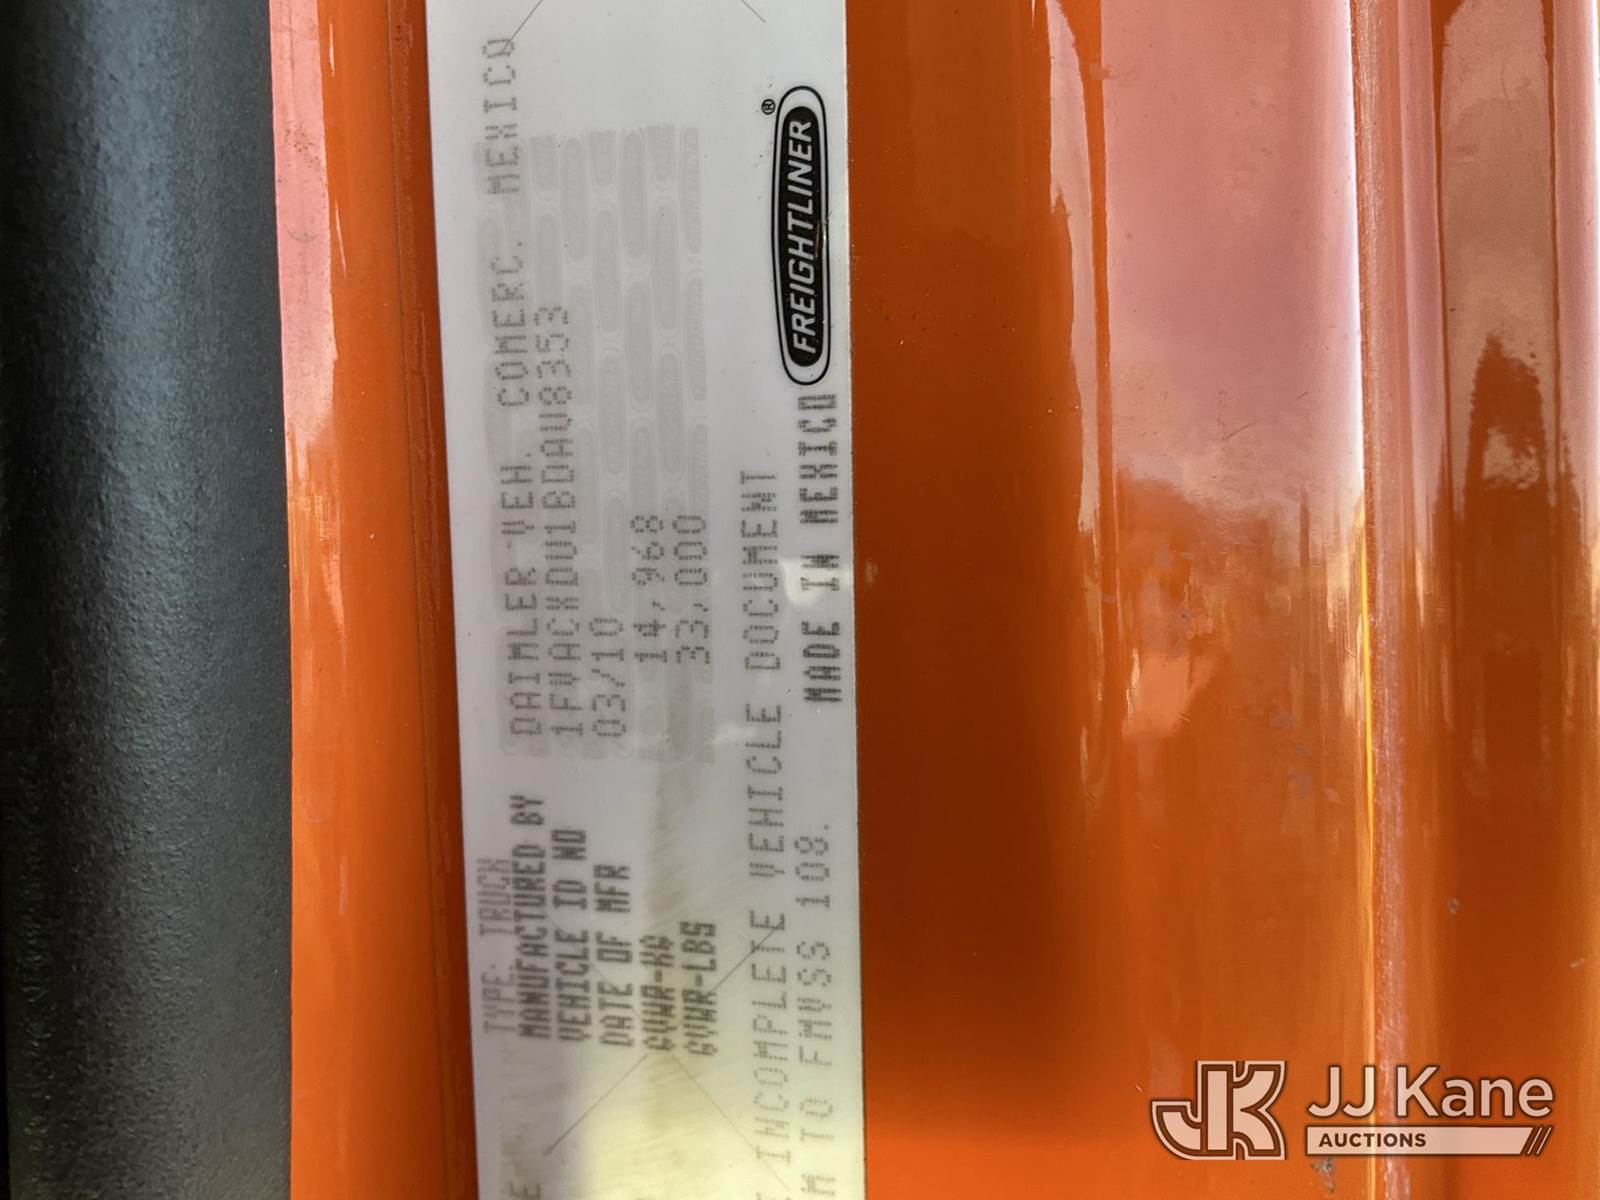 TYPE: TRUCK
MANUFACTURED BY DAIMLER VEH. COMERC. MEXICO
VEHICLE ID NO
DATE OF MFR 03/10
GVWR-KG 14,968
GVWR-LBS 33,000
INCOMPLETE VEHICLE DOCUMENT
TO FMVSS 108.
MADE IN MEXICO
FREIGHTLINER®
JK JJ Kane
AUCTIONS